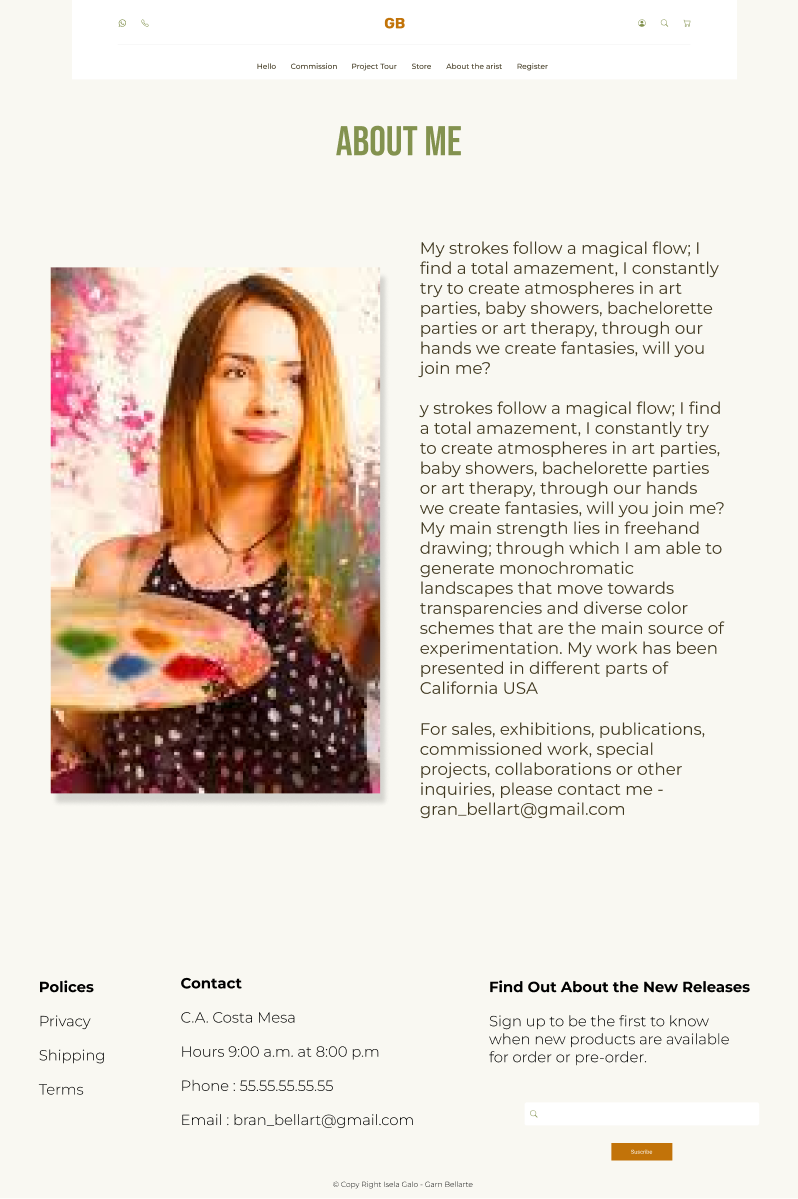 GB
Hello Commission Project Tour Store About the arist Register
ABOUT ME
My strokes follow a magical flow; I
find a total amazement, I constantly
try to create atmospheres in art
parties, baby showers, bachelorette
parties or art therapy, through our
hands we create fantasies, will you
join me?
y strokes follow a magical flow; I find
a total amazement, I constantly try
to create atmospheres in art parties,
baby showers, bachelorette parties
or art therapy, through our hands
we create fantasies, will you join me?
My main strength lies in freehand
drawing; through which I am able to
generate monochromatic
landscapes that move towards
transparencies and diverse color
schemes that are the main source of
experimentation. My work has been
presented in different parts of
California USA
For sales, exhibitions, publications,
commissioned work, special
projects, collaborations or other
inquiries, please contact me -
gran_bellart@gmail.com
Polices
Privacy
Shipping
Terms
Contact
C.A. Costa Mesa
Hours 9:00 a.m. at 8:00 p.m
Phone : 55.55.55.55.55
Email : bran_bellart@gmail.com
Find Out About the New Releases
Sign up to be the first to know
when new products are available
for order or pre-order.
Suscribe
© Copy Right Isela Galo - Garn Bellarte